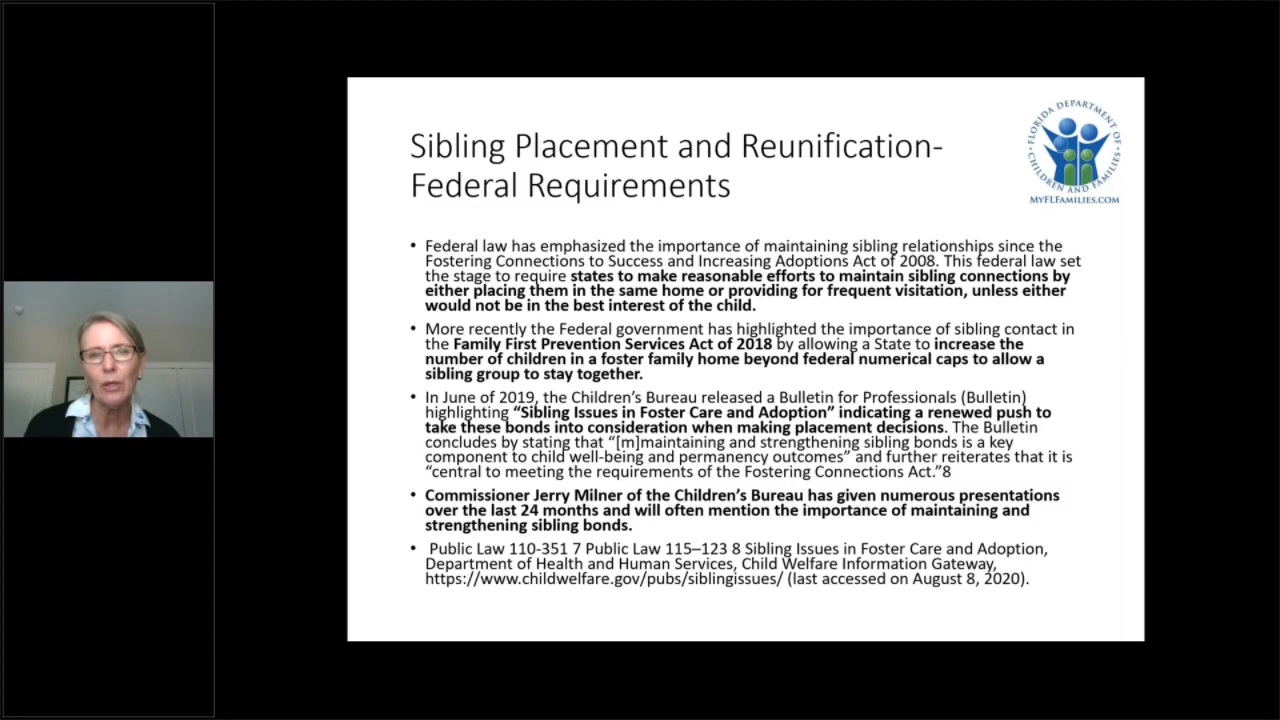 Sibling Placement and Reunification-
Federal Requirements
FLORIDA DEPARTMENT OF
CHILDREN AND FAMILIES
MYFLFAMILIES.COM
• Federal law has emphasized the importance of maintaining sibling relationships since the
Fostering Connections to Success and Increasing Adoptions Act of 2008. This federal law set
the stage to require states to make reasonable efforts to maintain sibling connections by
either placing them in the same home or providing for frequent visitation, unless either
would not be in the best interest of the child.
• More recently the Federal government has highlighted the importance of sibling contact in
the Family First Prevention Services Act of 2018 by allowing a State to increase the
number of children in a foster family home beyond federal numerical caps to allow a
sibling group to stay together.
• In June of 2019, the Children’s Bureau released a Bulletin for Professionals (Bulletin)
highlighting “Sibling Issues in Foster Care and Adoption” indicating a renewed push to
take these bonds into consideration when making placement decisions. The Bulletin
concludes by stating that “[m]maintaining and strengthening sibling bonds is a key
component to child well-being and permanency outcomes” and further reiterates that it is
“central to meeting the requirements of the Fostering Connections Act.”8
• Commissioner Jerry Milner of the Children’s Bureau has given numerous presentations
over the last 24 months and will often mention the importance of maintaining and
strengthening sibling bonds.
• Public Law 110-351 7 Public Law 115–123 8 Sibling Issues in Foster Care and Adoption,
Department of Health and Human Services, Child Welfare Information Gateway,
https://www.childwelfare.gov/pubs/siblingissues/ (last accessed on August 8, 2020).